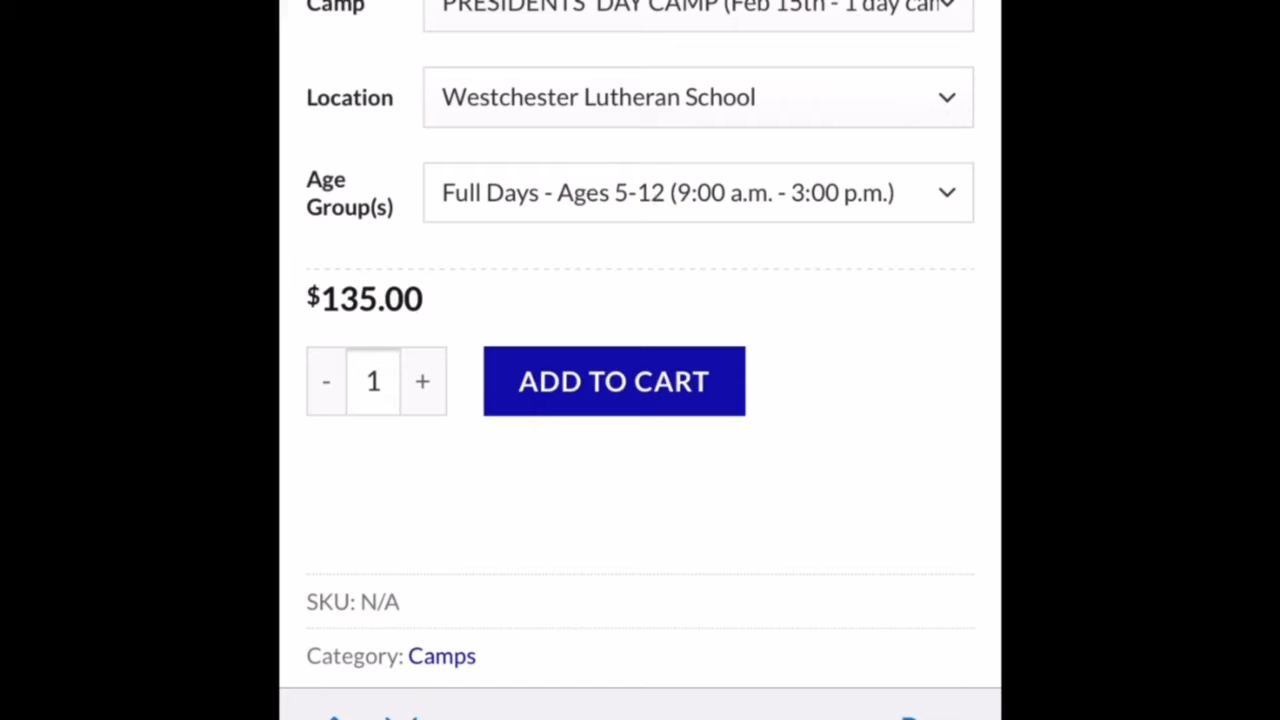 Camp PRESIDENTS' DAY CAMP (Feb 15th - 1 day cam
Location Westchester Lutheran School
Age
Group(s)
Full Days - Ages 5-12 (9:00 a.m. - 3:00 p.m.)
$135.00
- 1 + ADD TO CART
SKU: N/A
Category: Camps